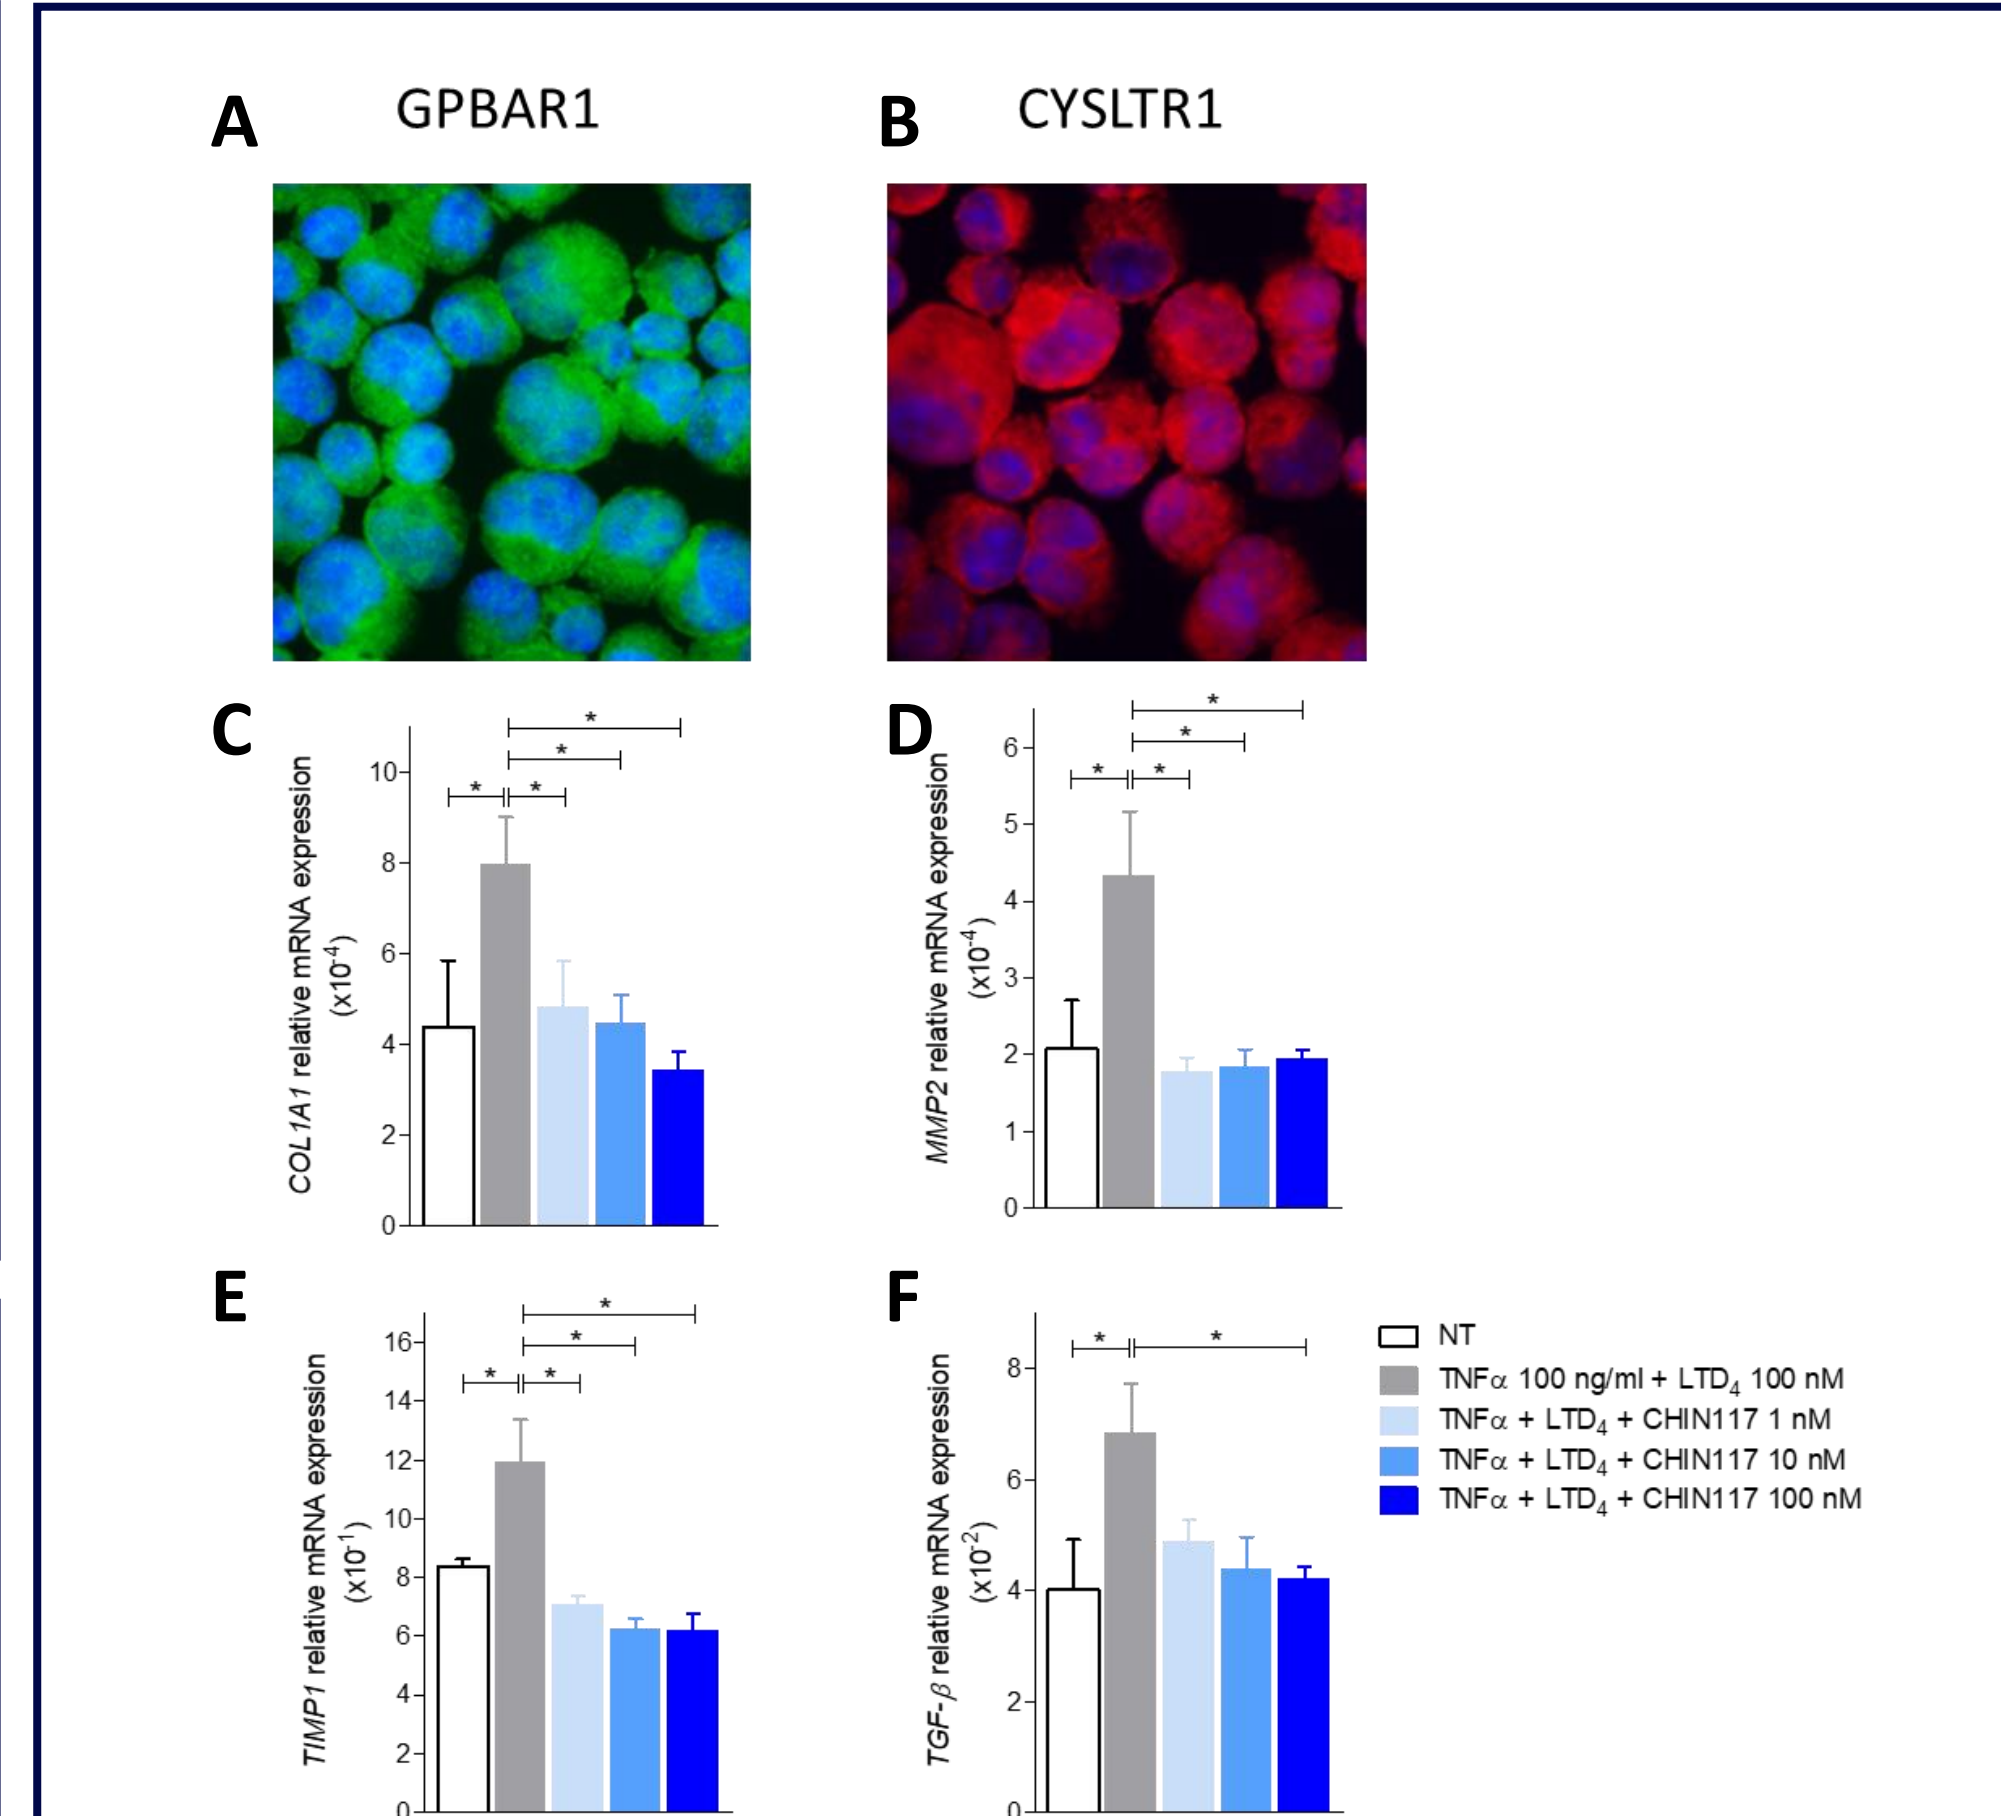 A
GPBAR1
B
CYSLTR1
C
COL1A1 relative mRNA expression
(x10⁻⁴)
10
8
6
4
2
0
*
*
*
*
D
MMP2 relative mRNA expression
(x10⁻⁴)
6
5
4
3
2
1
0
*
*
*
*
E
TIMP1 relative mRNA expression
(x10⁻¹)
16
14
12
10
8
6
4
2
0
*
*
*
*
F
TGF-β relative mRNA expression
(x10⁻²)
8
6
4
2
0
*
*
NT
TNFα 100 ng/ml + LTD₄ 100 nM
TNFα + LTD₄ + CHIN117 1 nM
TNFα + LTD₄ + CHIN117 10 nM
TNFα + LTD₄ + CHIN117 100 nM